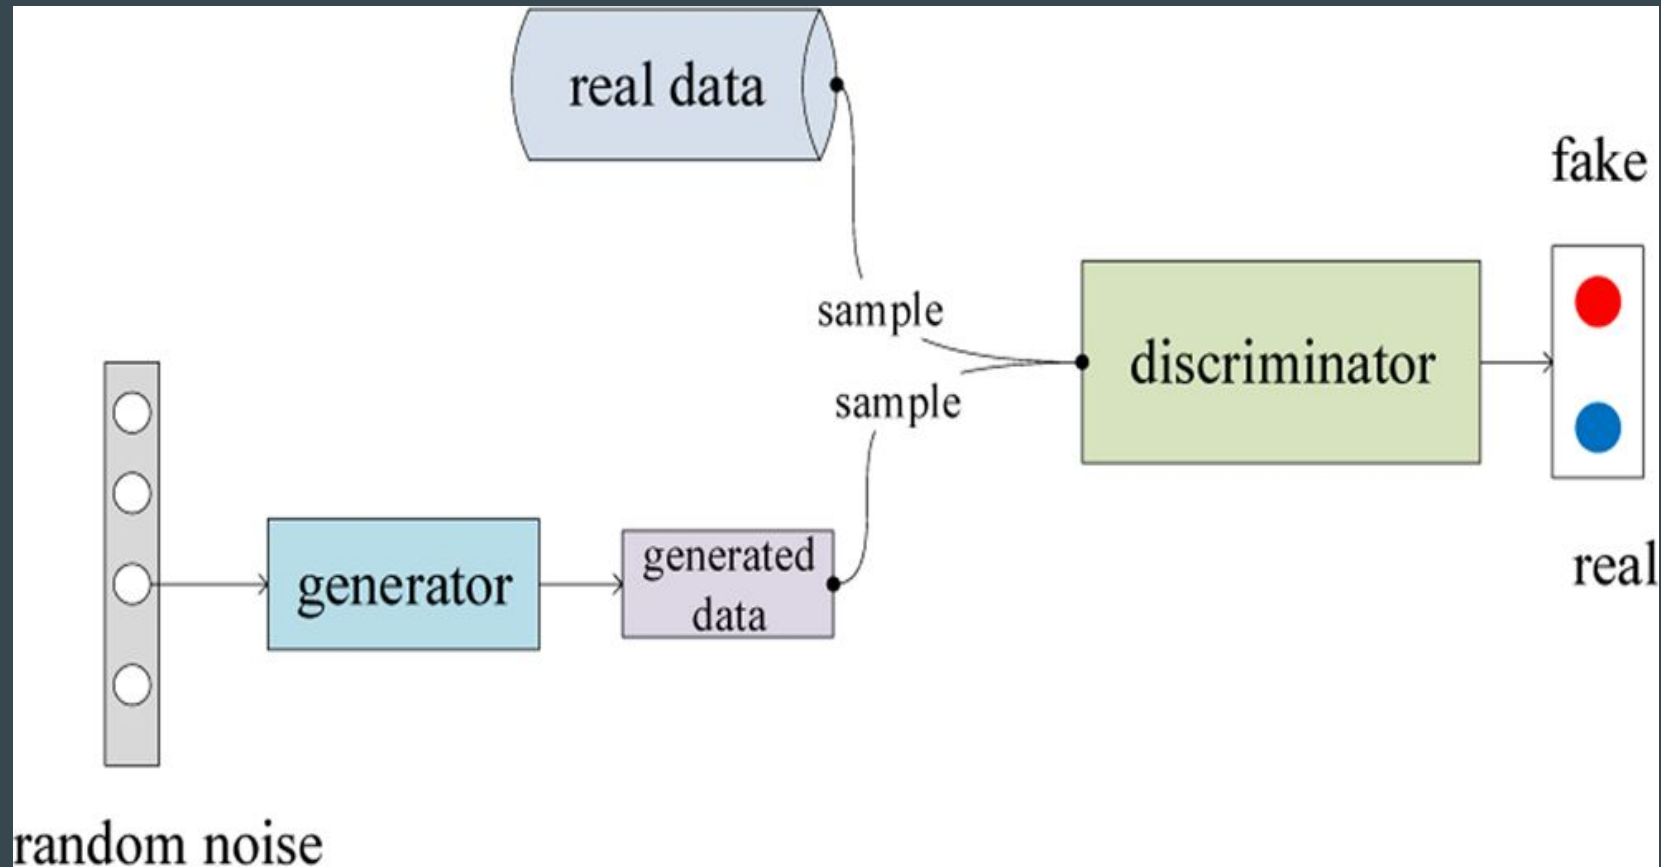 real data
fake
sample
discriminator
sample
generator
generated
data
real
random noise